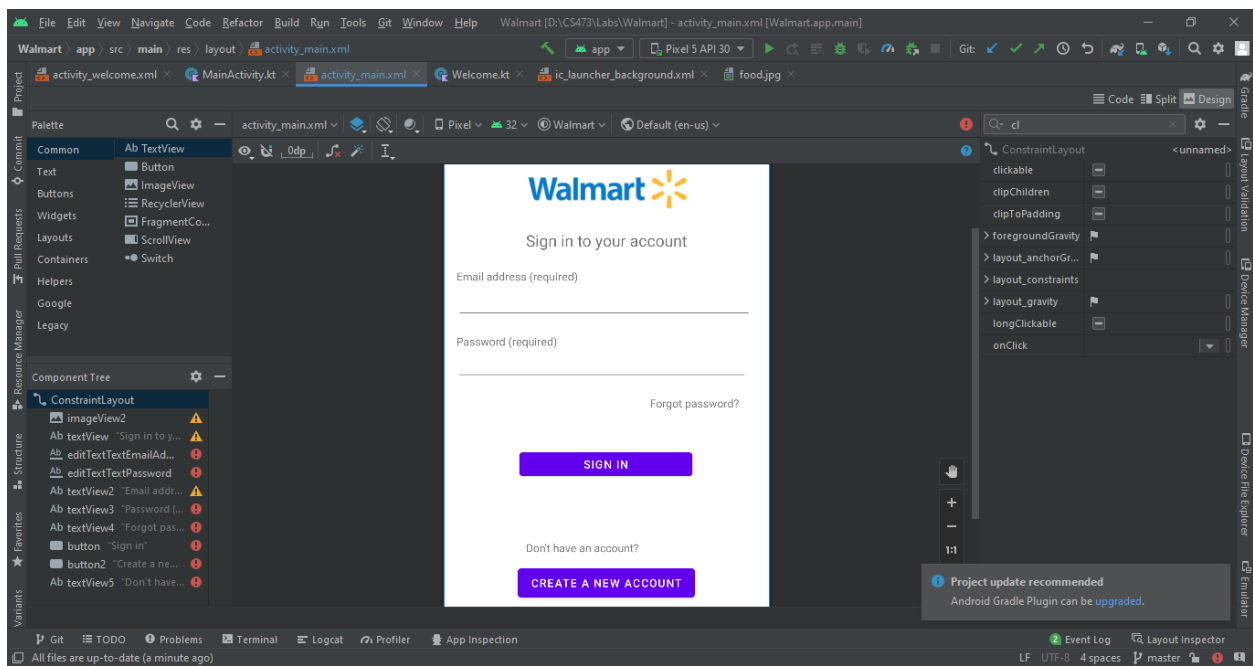 File Edit View Navigate Code Refactor Build Run Tools Git Window Help Walmart [D:\CS473\Labs\Walmart] - activity_main.xml [Walmart.app.main]
Walmart app src main res layout activity_main.xml app Pixel 5 API 30 Git:
activity_welcome.xml MainActivity.kt activity_main.xml Welcome.kt ic_launcher_background.xml food.jpg
Code Split Design
Palette activity_main.xml Pixel 32 Walmart Default (en-us) cl
Common
Text
Buttons
Widgets
Layouts
Containers
Helpers
Google
Legacy
Ab TextView
Button
ImageView
RecyclerView
FragmentCo...
ScrollView
Switch
0dp
Component Tree
ConstraintLayout
imageView2
Ab textView "Sign in to y...
Ab editTextTextEmailAd...
Ab editTextTextPassword
Ab textView2 "Email addr...
Ab textView3 "Password (...
Ab textView4 "Forgot pas...
button "Sign in"
button2 "Create a ne...
Ab textView5 "Don't have...
Walmart
Sign in to your account
Email address (required)
Password (required)
Forgot password?
SIGN IN
Don't have an account?
CREATE A NEW ACCOUNT
1:1
ConstraintLayout <unnamed>
clickable
clipChildren
clipToPadding
foregroundGravity
layout_anchorGr...
layout_constraints
layout_gravity
longClickable
onClick
Project update recommended
Android Gradle Plugin can be upgraded.
Project
Commit
Pull Requests
Resource Manager
Structure
Favorites
Variants
Gradle
Layout Validation
Device Manager
Device File Explorer
Emulator
Git TODO Problems Terminal Logcat Profiler App Inspection 2 Event Log Layout Inspector
All files are up-to-date (a minute ago) LF UTF-8 4 spaces master